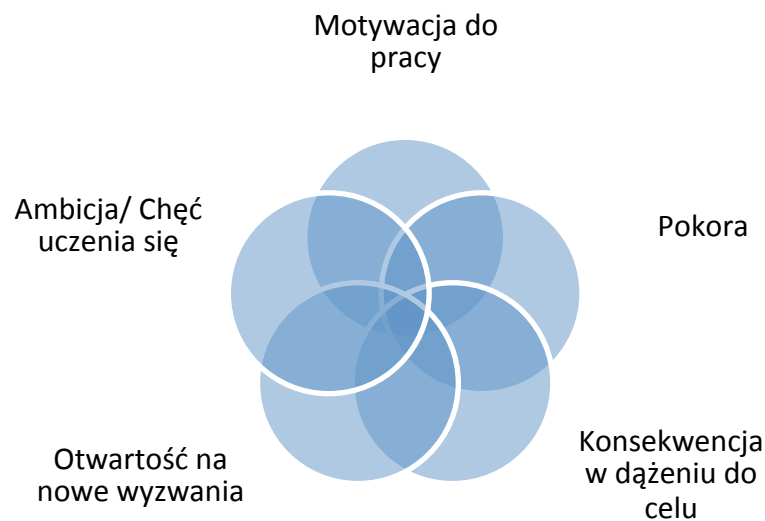 Motywacja do
pracy
Ambicja/ Chęć
uczenia się
Pokora
Otwartość na
nowe wyzwania
Konsekwencja
w dążeniu do
celu